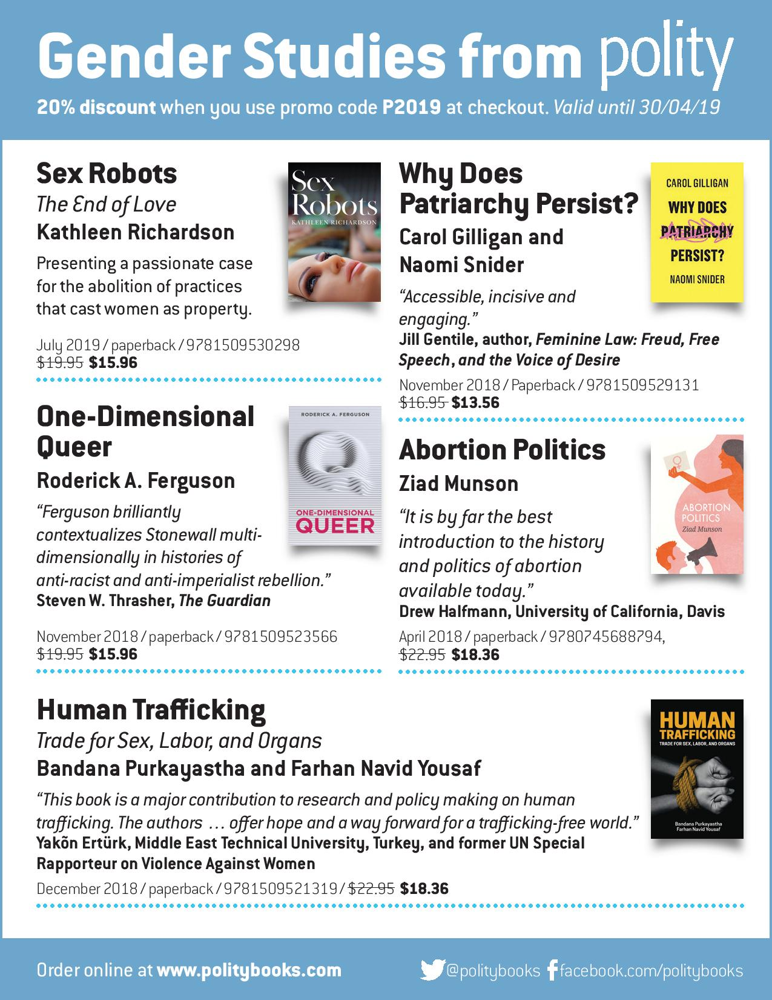 Gender Studies from polity
20% discount when you use promo code P2019 at checkout. Valid until 30/04/19
Sex Robots
The End of Love
Kathleen Richardson
Presenting a passionate case
for the abolition of practices
that cast women as property.
July 2019 / paperback / 9781509530298
$19.95 $15.96
Sex
Robots
KATHLEEN RICHARDSON
Why Does
Patriarchy Persist?
Carol Gilligan and
Naomi Snider
“Accessible, incisive and
engaging.”
Jill Gentile, author, Feminine Law: Freud, Free
Speech, and the Voice of Desire
November 2018 / Paperback / 9781509529131
$16.95 $13.56
CAROL GILLIGAN
WHY DOES
PATRIARCHY
PERSIST?
NAOMI SNIDER
One-Dimensional
Queer
Roderick A. Ferguson
“Ferguson brilliantly
contextualizes Stonewall multi-
dimensionally in histories of
anti-racist and anti-imperialist rebellion.”
Steven W. Thrasher, The Guardian
November 2018 / paperback / 9781509523566
$19.95 $15.96
RODERICK A. FERGUSON
ONE-DIMENSIONAL
QUEER
Abortion Politics
Ziad Munson
“It is by far the best
introduction to the history
and politics of abortion
available today.”
Drew Halfmann, University of California, Davis
April 2018 / paperback / 9780745688794,
$22.95 $18.36
ABORTION
POLITICS
Ziad Munson
Human Trafficking
Trade for Sex, Labor, and Organs
Bandana Purkayastha and Farhan Navid Yousaf
“This book is a major contribution to research and policy making on human
trafficking. The authors … offer hope and a way forward for a trafficking-free world.”
Yakõn Ertürk, Middle East Technical University, Turkey, and former UN Special
Rapporteur on Violence Against Women
December 2018 / paperback / 9781509521319 / $22.95 $18.36
HUMAN
TRAFFICKING
TRADE FOR SEX, LABOR, AND ORGANS
Bandana Purkayastha
Farhan Navid Yousaf
Order online at www.politybooks.com
@politybooks facebook.com/politybooks